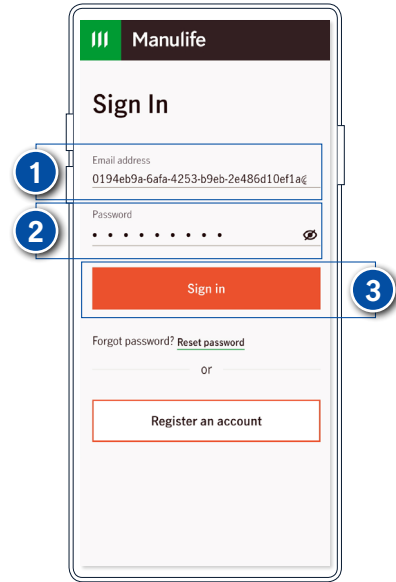 Manulife
Sign In
Email address
1
0194eb9a-6afa-4253-b9eb-2e486d10ef1a
Password
2
Sign in
3
Forgot password? Reset password
or
Register an account